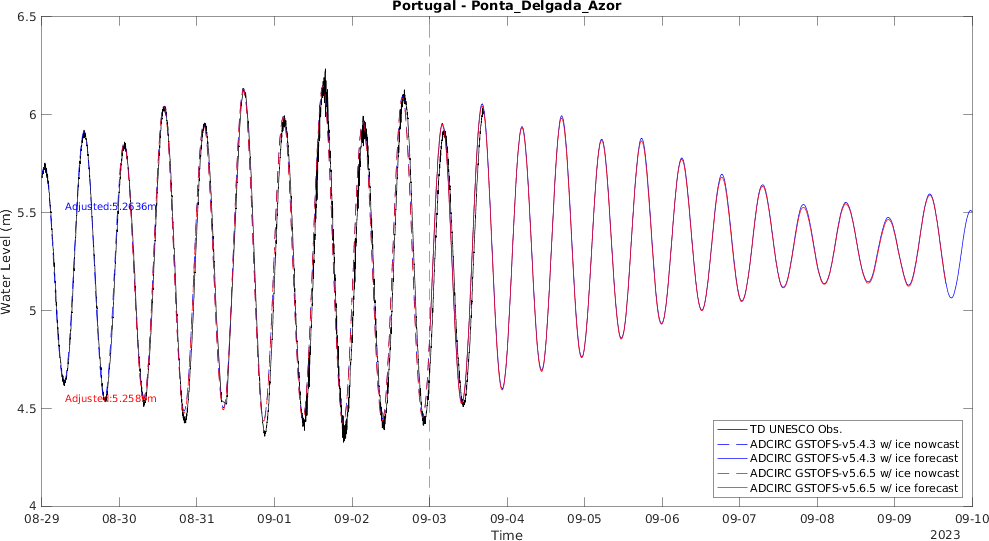 Portugal - Ponta_Delgada_Azor
6.5
6
5.5
5
4.5
4
Water Level (m)
Adjusted:5.2636m
Adjusted:5.258
TD UNESCO Obs.
ADCIRC GSTOFS-v5.4.3 w/ ice nowcast
ADCIRC GSTOFS-v5.4.3 w/ ice forecast
ADCIRC GSTOFS-v5.6.5 w/ ice nowcast
ADCIRC GSTOFS-v5.6.5 w/ ice forecast
08-29 08-30 08-31 09-01 09-02 09-03 09-04 09-05 09-06 09-07 09-08 09-09 09-10
Time
2023